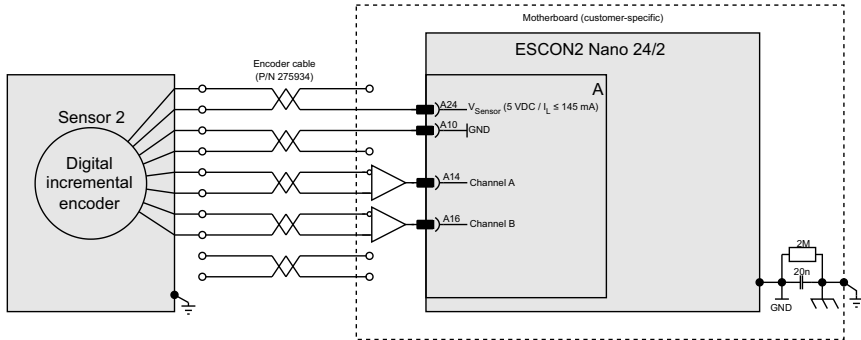 Motherboard (customer-specific)
ESCON2 Nano 24/2
Encoder cable
(P/N 275934)
A
Sensor 2
A24
VSensor (5 VDC / IL ≤ 145 mA)
A10
GND
Digital
incremental
encoder
A14
Channel A
A16
Channel B
2M
20n
GND